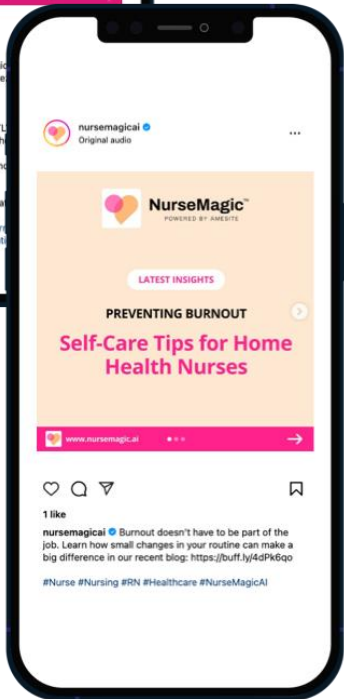 nursemagicai
Original audio
NurseMagic™
POWERED BY AMESITE
LATEST INSIGHTS
PREVENTING BURNOUT
Self-Care Tips for Home
Health Nurses
www.nursemagic.ai
1 like
nursemagicai Burnout doesn't have to be part of the
job. Learn how small changes in your routine can make a
big difference in our recent blog: https://buff.ly/4dPk6qo
#Nurse #Nursing #RN #Healthcare #NurseMagicAI